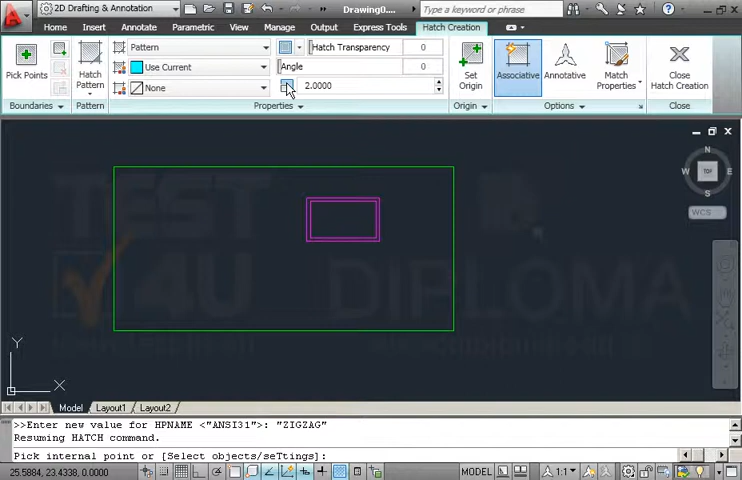 2D Drafting & Annotation
Drawing0....
Type a keyword or phrase
Home Insert Annotate Parametric View Manage Output Express Tools Hatch Creation
Pick Points
Hatch Pattern
Pattern
Use Current
None
Hatch Transparency 0
Angle 0
2.0000
Set Origin
Associative
Annotative
Match Properties
Close Hatch Creation
Boundaries Pattern Properties Origin Options Close
N
W TOP E
S
WCS
TEST
4U
DIPLOMA
Y
X
Model Layout1 Layout2
>>Enter new value for HPNAME <"ANSI31">: "ZIGZAG"
Resuming HATCH command.
Pick internal point or [Select objects/seTtings]:
25.5884, 23.4338, 0.0000
MODEL
1:1